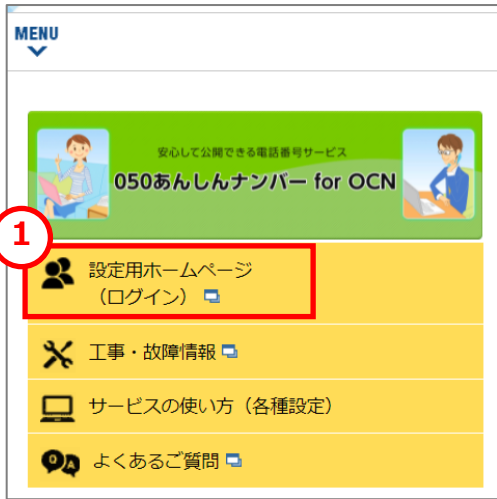 MENU
安心して公開できる電話番号サービス
050あんしんナンバー for OCN
1
設定用ホームページ
（ログイン）
工事・故障情報
サービスの使い方（各種設定）
Q A よくあるご質問